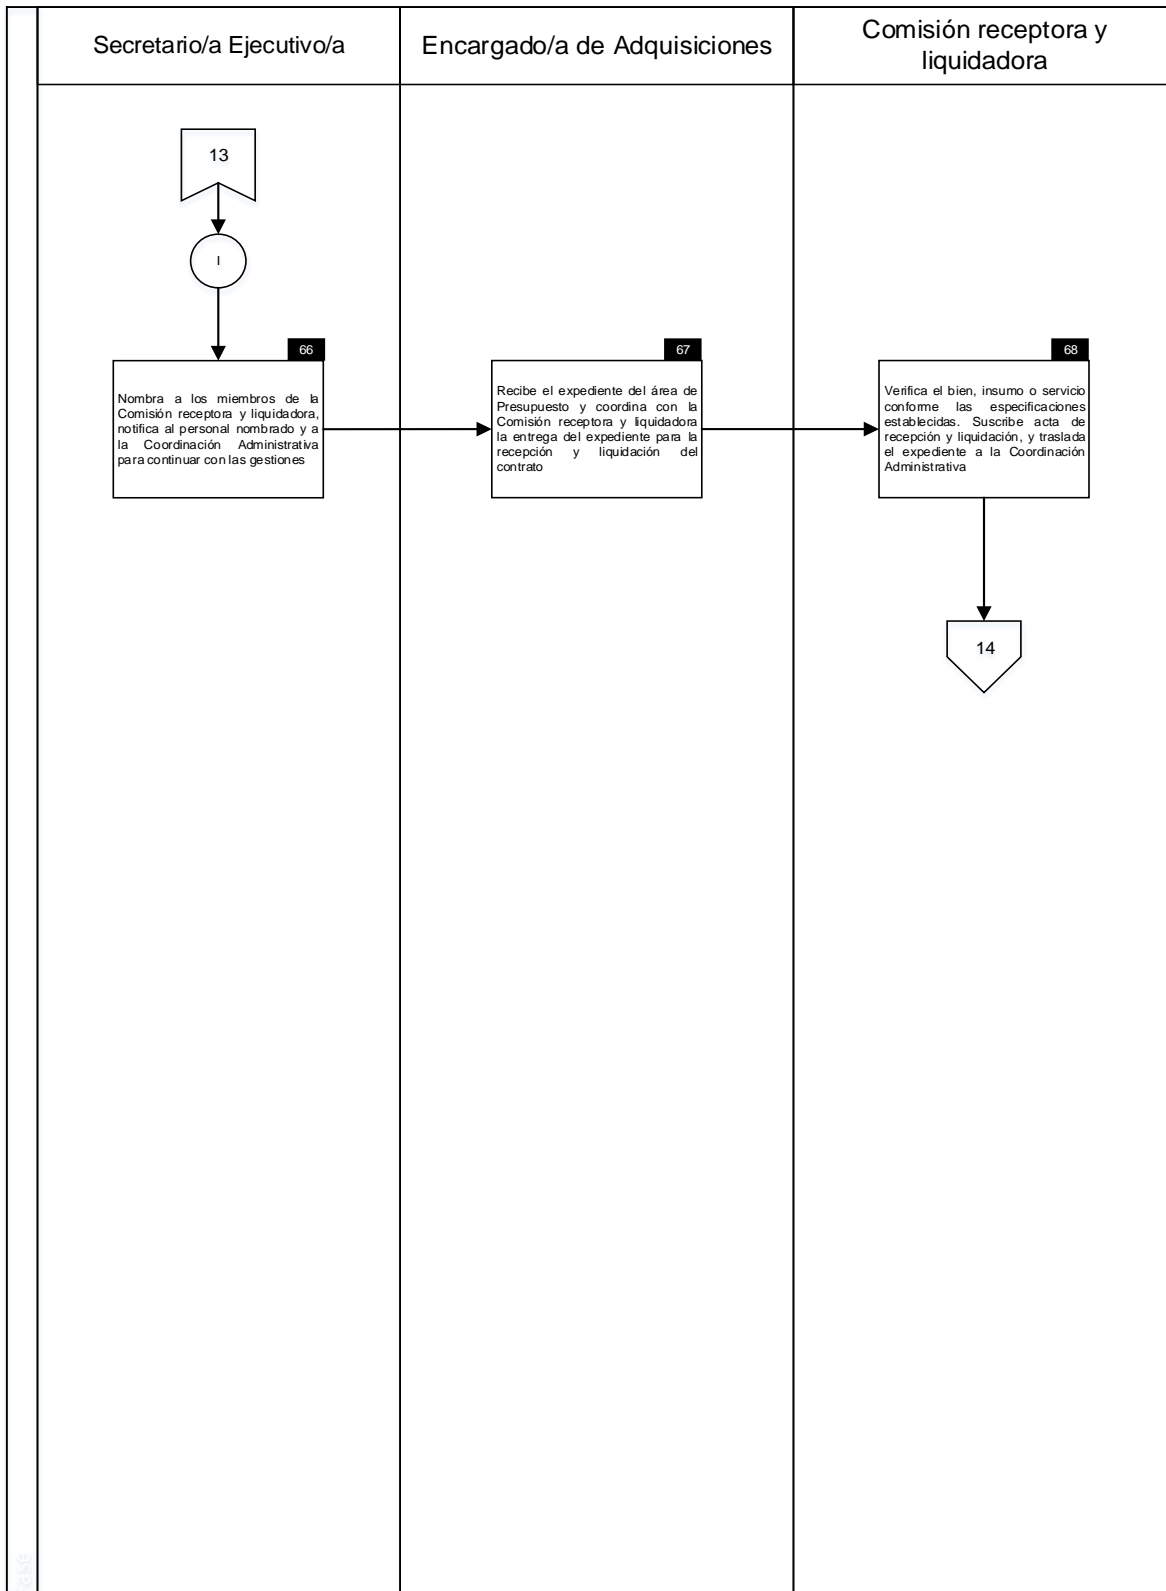 Secretario/a Ejecutivo/a
Encargado/a de Adquisiciones
Comisión receptora y
liquidadora
13
I
66
Nombra a los miembros de la
Comisión receptora y liquidadora,
notifica al personal nombrado y a
la Coordinación Administrativa
para continuar con las gestiones
67
Recibe el expediente del área de
Presupuesto y coordina con la
Comisión receptora y liquidadora
la entrega del expediente para la
recepción y liquidación del
contrato
68
Verifica el bien, insumo o servicio
conforme las especificaciones
establecidas. Suscribe acta de
recepción y liquidación, y traslada
el expediente a la Coordinación
Administrativa
14